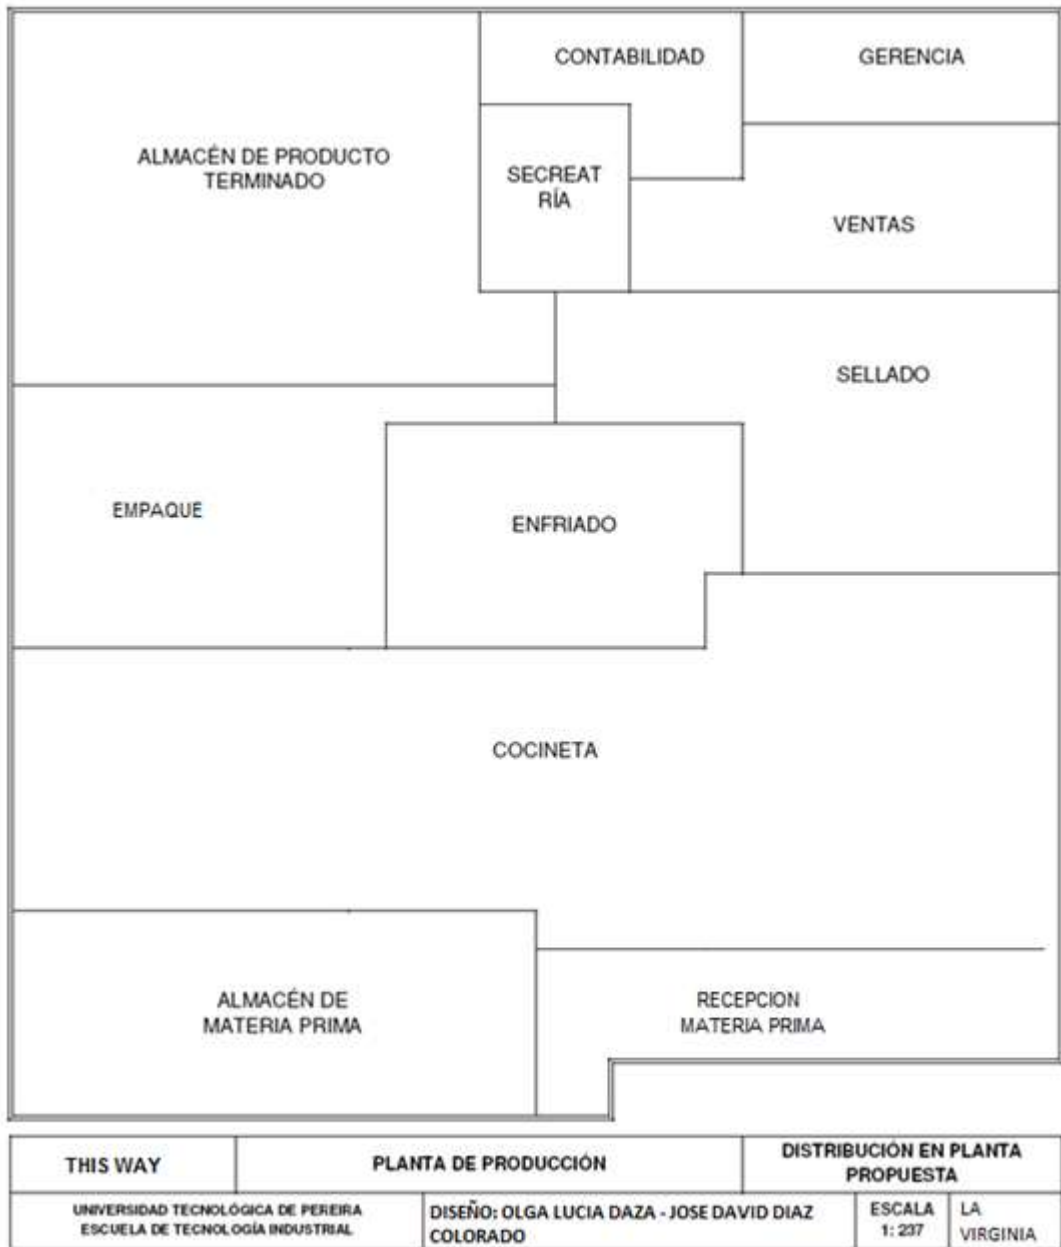 CONTABILIDAD
GERENCIA
ALMACÉN DE PRODUCTO
TERMINADO
SECREAT
RÍA
VENTAS
SELLADO
EMPAQUE
ENFRIADO
COCINETA
ALMACÉN DE
MATERIA PRIMA
RECEPCION
MATERIA PRIMA
THIS WAY
PLANTA DE PRODUCCIÓN
DISTRIBUCIÓN EN PLANTA
PROPUESTA
UNIVERSIDAD TECNOLÓGICA DE PEREIRA
ESCUELA DE TECNOLOGÍA INDUSTRIAL
DISEÑO: OLGA LUCIA DAZA - JOSE DAVID DIAZ
COLORADO
ESCALA
1: 237
LA
VIRGINIA